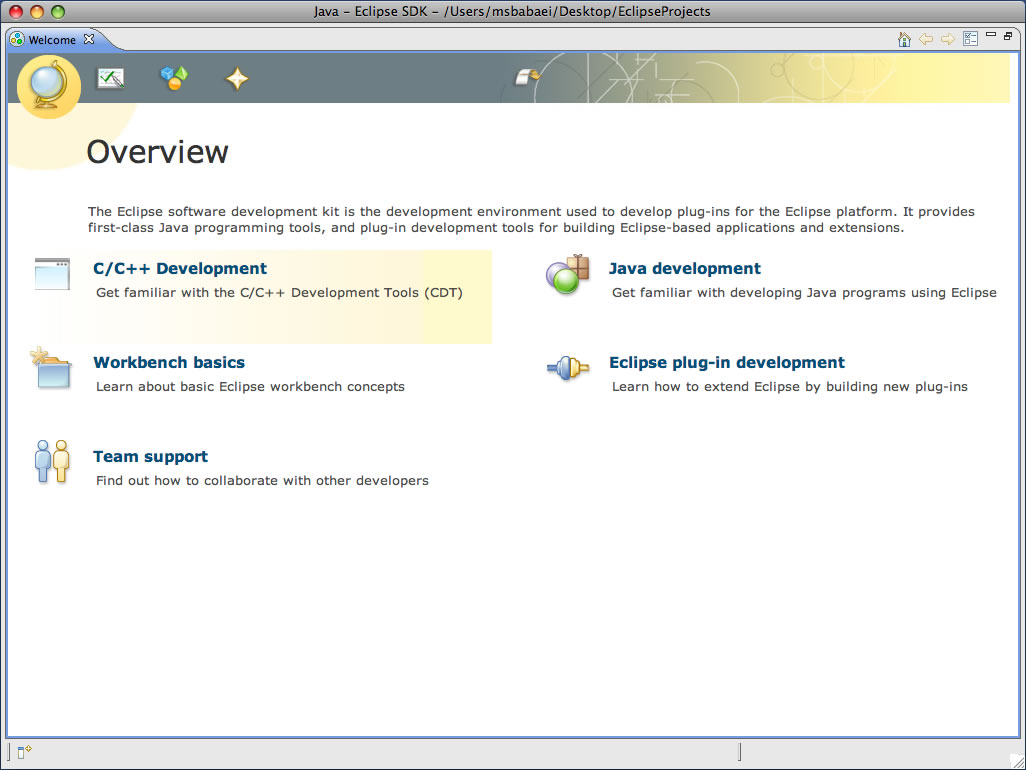 Java – Eclipse SDK – /Users/msbabaei/Desktop/EclipseProjects
Welcome
Overview
The Eclipse software development kit is the development environment used to develop plug-ins for the Eclipse platform. It provides
first-class Java programming tools, and plug-in development tools for building Eclipse-based applications and extensions.
C/C++ Development
Get familiar with the C/C++ Development Tools (CDT)
Java development
Get familiar with developing Java programs using Eclipse
Workbench basics
Learn about basic Eclipse workbench concepts
Eclipse plug-in development
Learn how to extend Eclipse by building new plug-ins
Team support
Find out how to collaborate with other developers